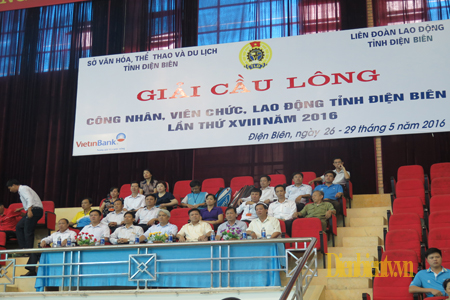 SỞ VĂN HÓA, THỂ THAO VÀ DU LỊCH
TỈNH ĐIỆN BIÊN
LIÊN ĐOÀN LAO ĐỘNG
TỈNH ĐIỆN BIÊN
GIẢI CẦU LÔNG
CÔNG NHÂN, VIÊN CHỨC, LAO ĐỘNG TỈNH ĐIỆN BIÊN
LẦN THỨ XVIII NĂM 2016
Điện Biên, ngày 26 - 29 tháng 5 năm 2016
VietinBank